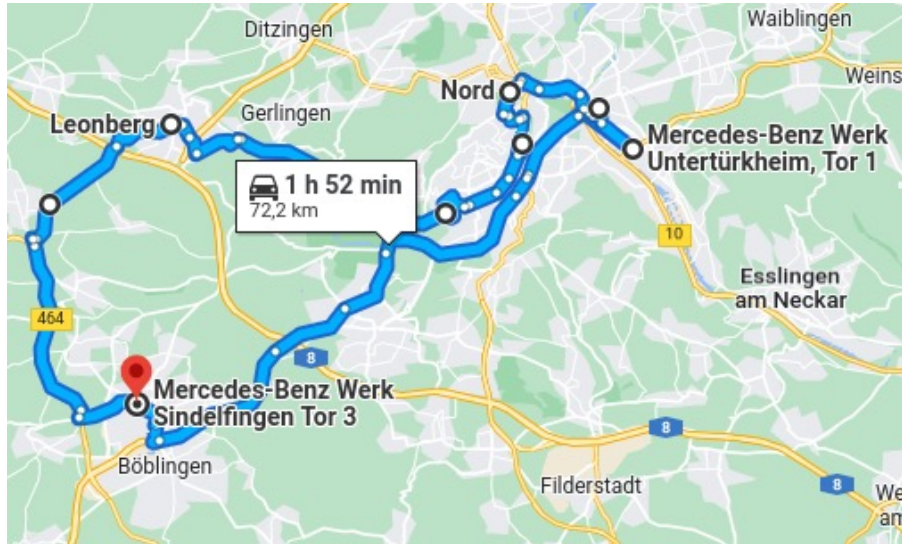 Waiblingen
Ditzingen
Weins
Nord
Gerlingen
Leonberg
Mercedes-Benz Werk
Untertürkheim, Tor 1
1 h 52 min
72,2 km
10
Esslingen
am Neckar
464
8
Mercedes-Benz Werk
Sindelfingen Tor 3
8
Böblingen
Filderstadt
8
We
am